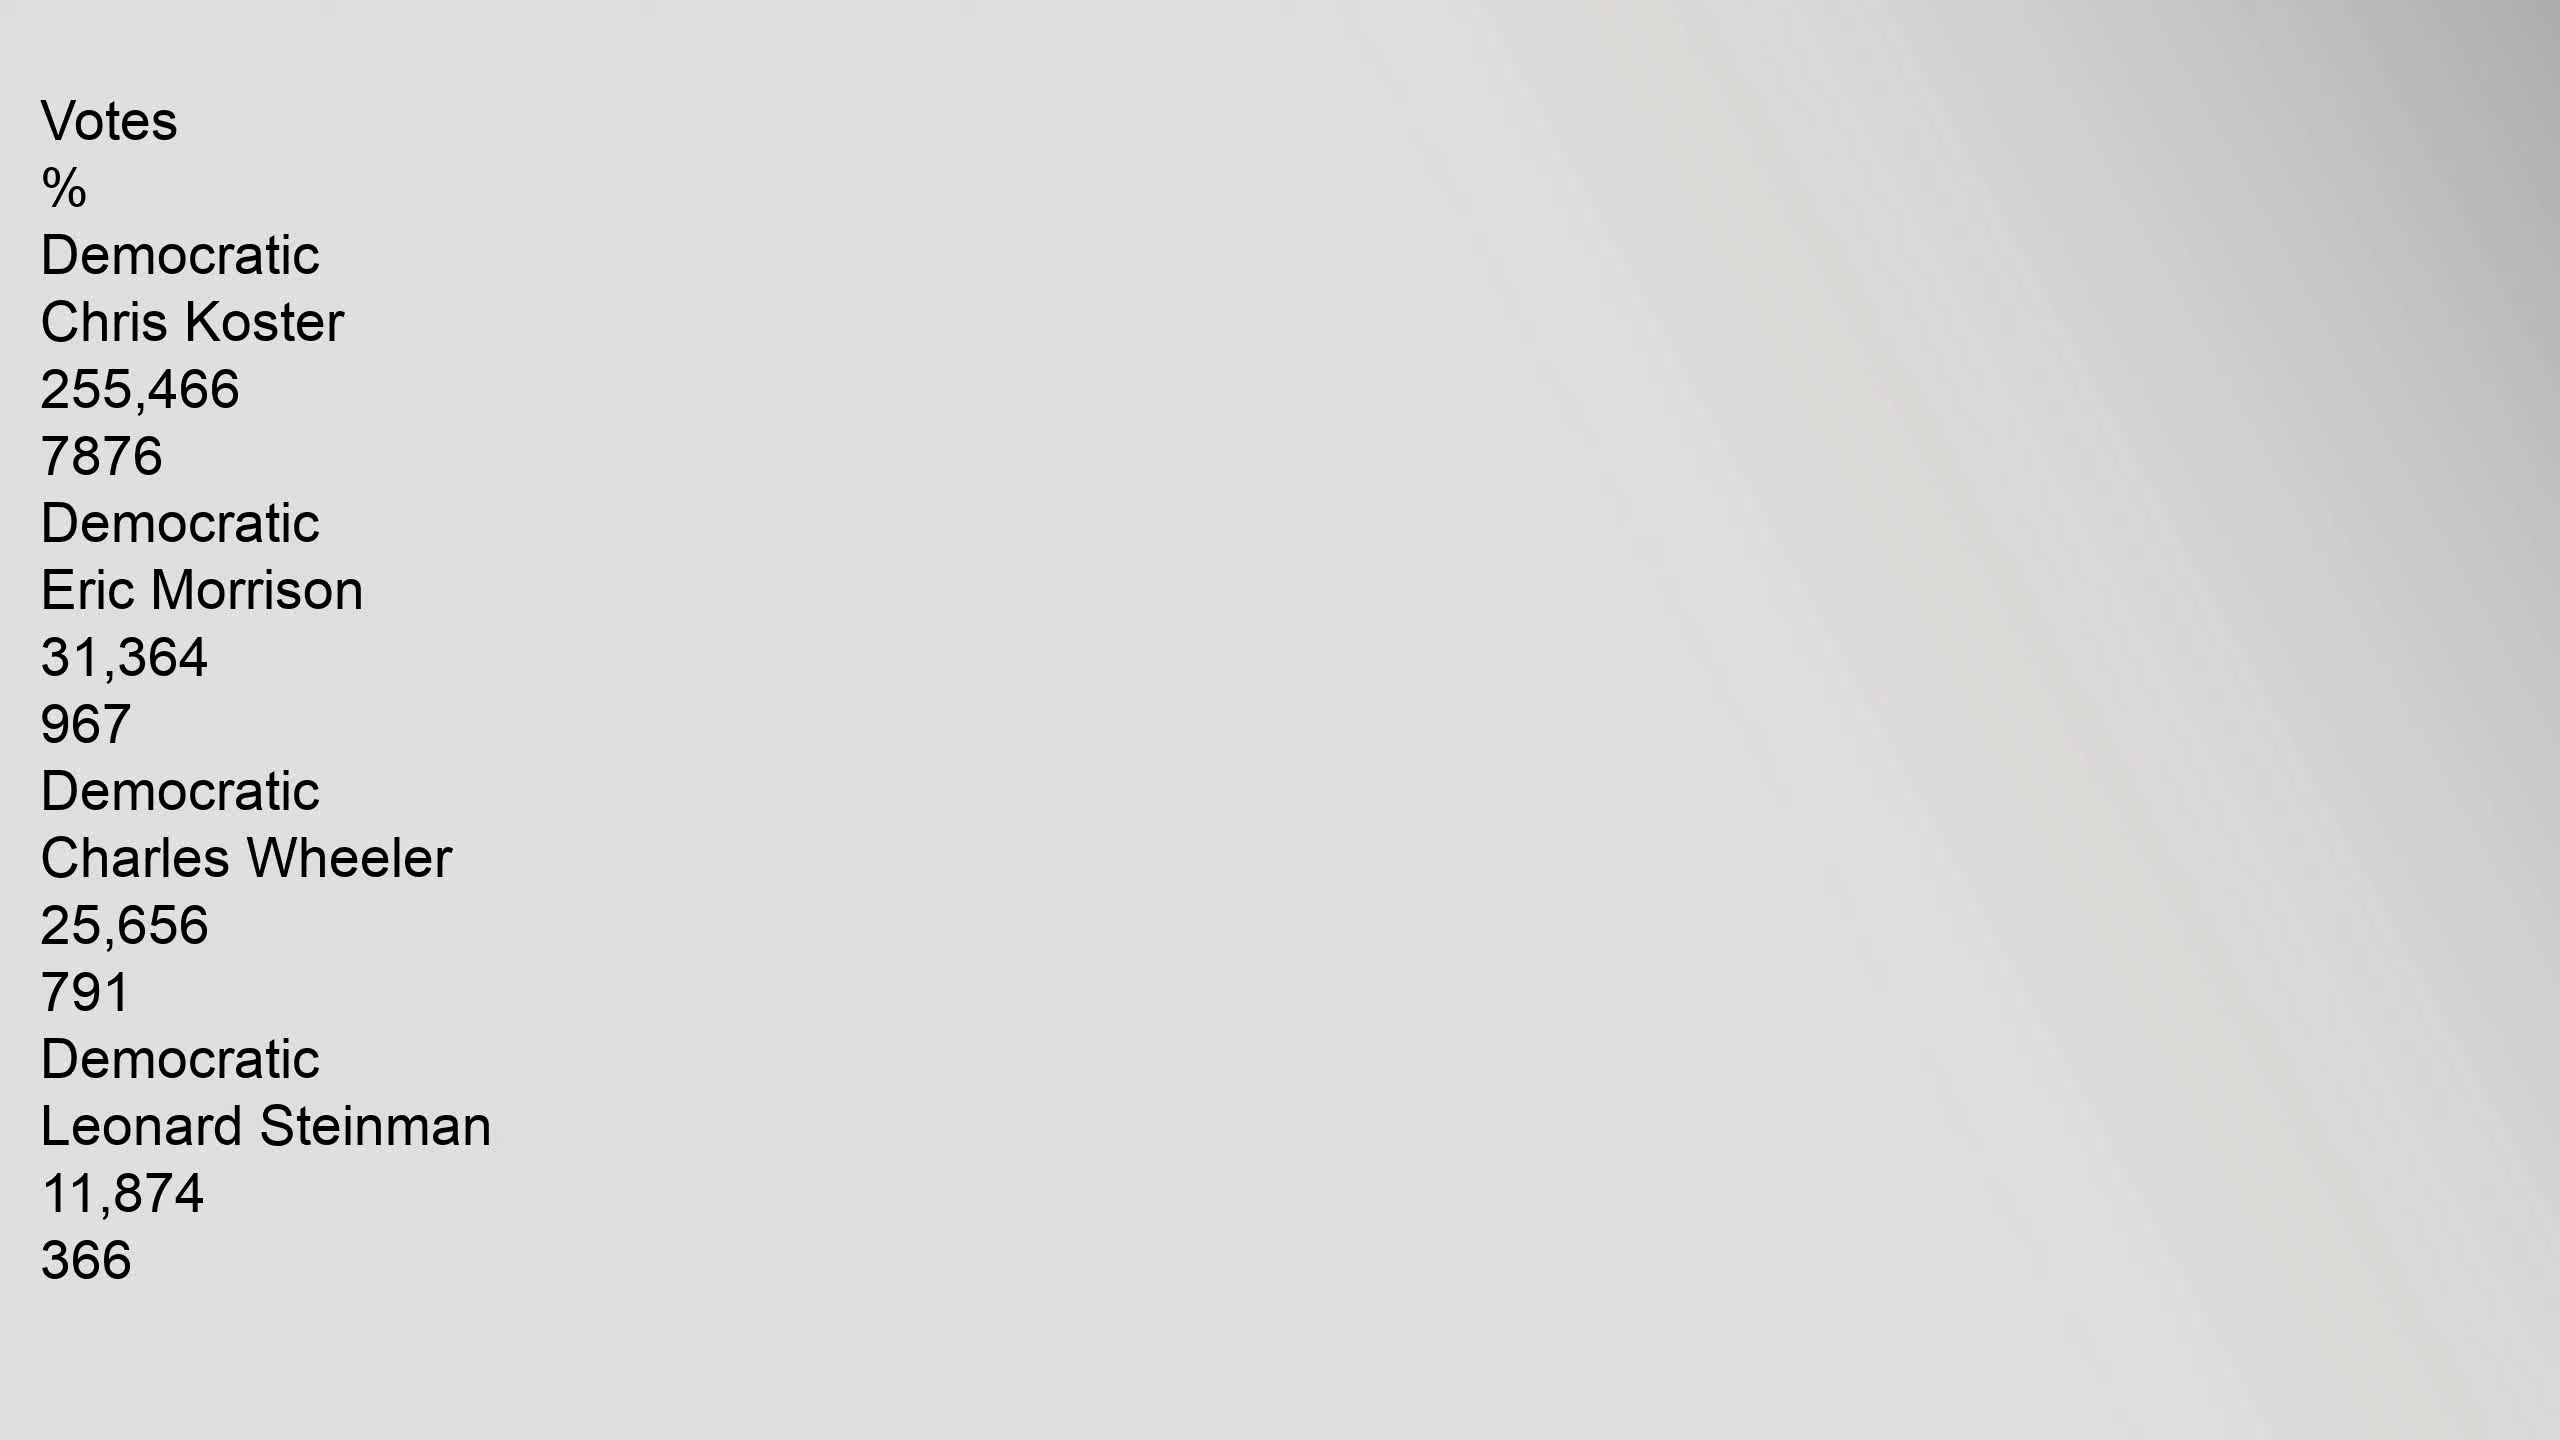 Votes
%
Democratic
Chris Koster
255,466
7876
Democratic
Eric Morrison
31,364
967
Democratic
Charles Wheeler
25,656
791
Democratic
Leonard Steinman
11,874
366